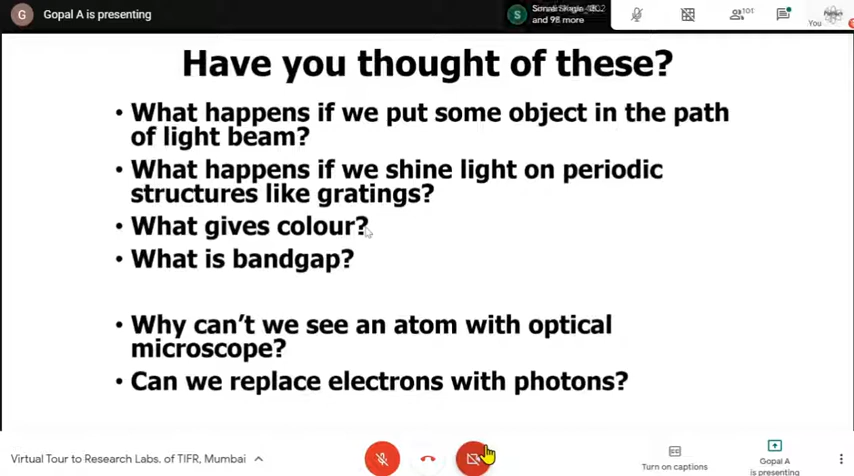 G Gopal A is presenting
S
and 98 more
101
You
Have you thought of these?
• What happens if we put some object in the path
of light beam?
• What happens if we shine light on periodic
structures like gratings?
• What gives colour?
• What is bandgap?
• Why can't we see an atom with optical
microscope?
• Can we replace electrons with photons?
Virtual Tour to Research Labs. of TIFR, Mumbai
Turn on captions
Gopal A
is presenting